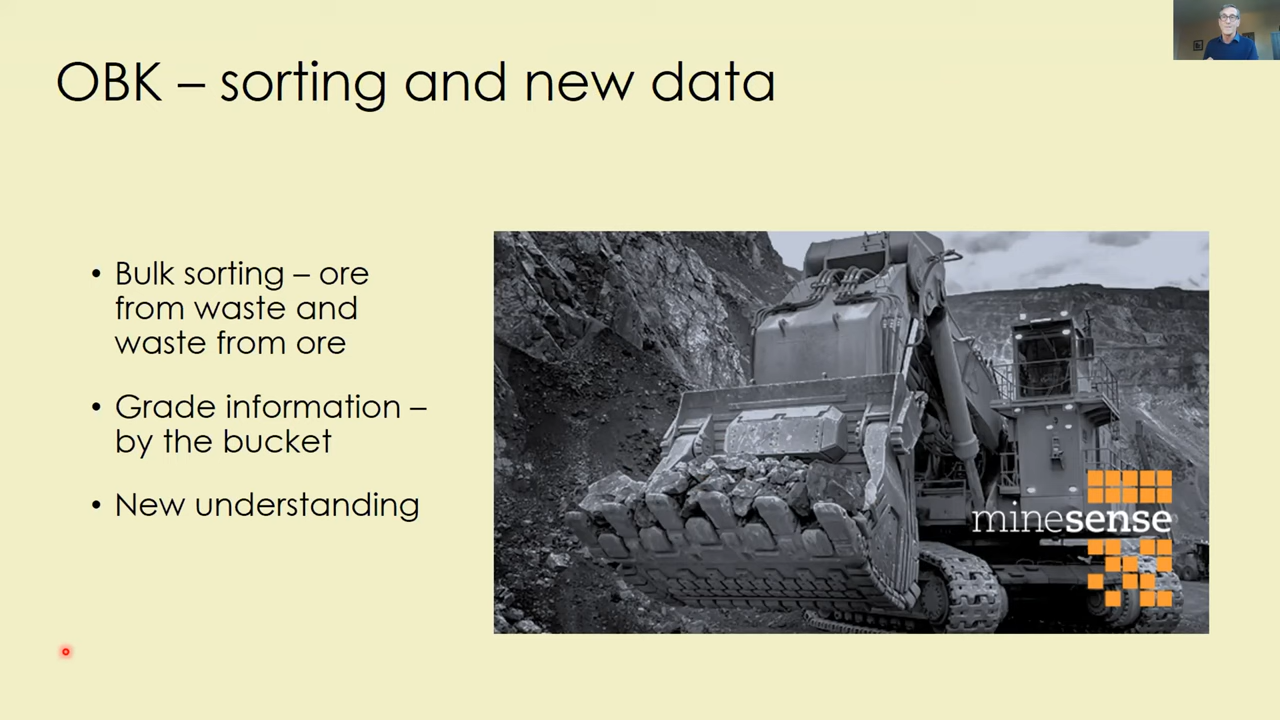 OBK – sorting and new data
• Bulk sorting – ore
from waste and
waste from ore
• Grade information –
by the bucket
• New understanding
minesense